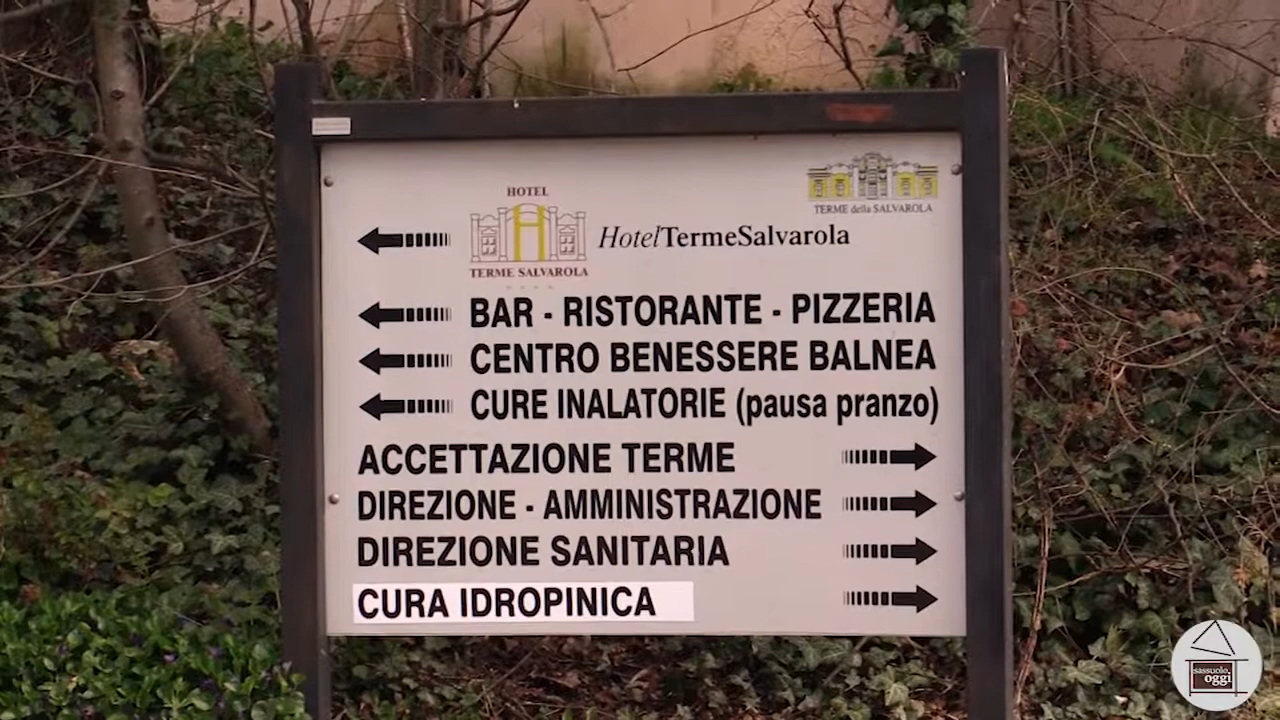 HOTEL
TERME SALVAROLA
HotelTermeSalvarola
TERME della SALVAROLA
BAR - RISTORANTE - PIZZERIA
CENTRO BENESSERE BALNEA
CURE INALATORIE (pausa pranzo)
ACCETTAZIONE TERME
DIREZIONE - AMMINISTRAZIONE
DIREZIONE SANITARIA
CURA IDROPINICA
sassuolo
oggi